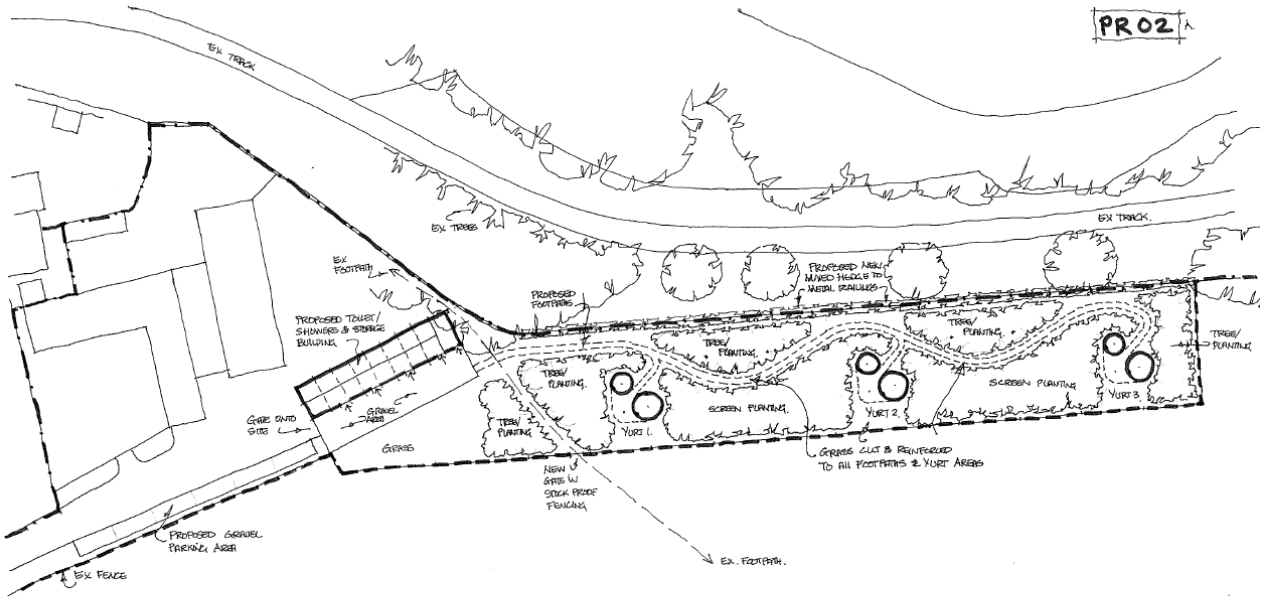 PR02
A
EX TRACK
EX TRACK.
EX TREES
EX
FOOTPATH
PROPOSED NEW
MIXED HEDGE TO
METAL RAILINGS
PROPOSED
FOOTPATHS
PROPOSED TOILET/
SHOWERS & STORAGE
BUILDING
TREE/
PLANTING.
TREE/
PLANTING.
TREE/
PLANTING
TREE/
PLANTING.
TREE/
PLANTING
SCREEN PLANTING
SCREEN PLANTING.
YURT 1.
YURT 2.
YURT 3.
GATE ONTO
SITE
GRAVEL
AREA
GRASS
GRASS CUT & REINFORCED
TO ALL FOOTPATHS & YURT AREAS
NEW
GATE IN
STOCK PROOF
FENCING
PROPOSED GRAVEL
PARKING AREA
EX FENCE
EX. FOOTPATH.